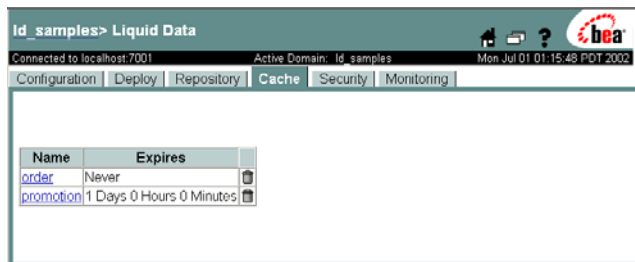 ld_samples> Liquid Data
? bea
Connected to localhost:7001 Active Domain: ld_samples Mon Jul 01 01:15:48 PDT 2002
Configuration Deploy Repository Cache Security Monitoring
Name Expires
order Never
promotion 1 Days 0 Hours 0 Minutes